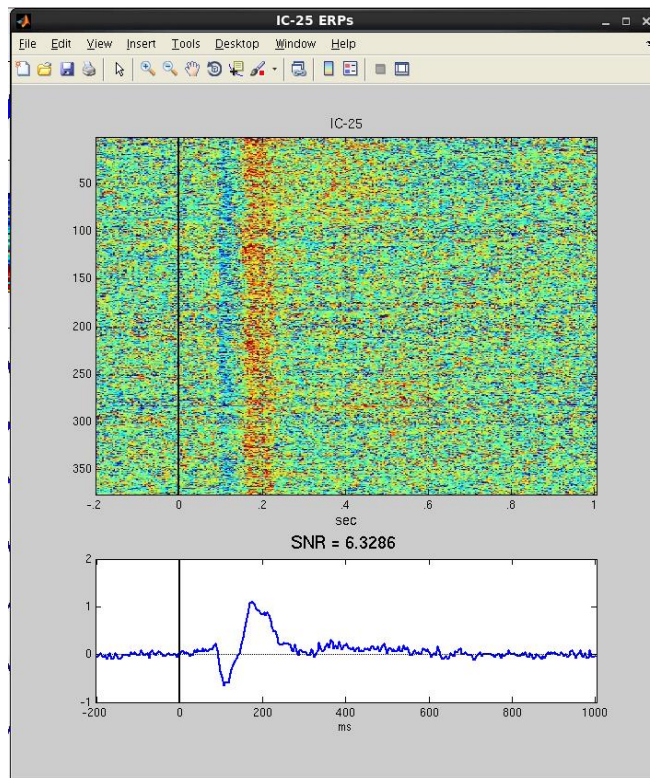 IC-25 ERPs
File Edit View Insert Tools Desktop Window Help
IC-25
50
100
150
200
250
300
350
-.2 0 .2 .4 .6 .8 1
sec
SNR = 6.3286
2
1
0
-1
-200 0 200 400 600 800 1000
ms